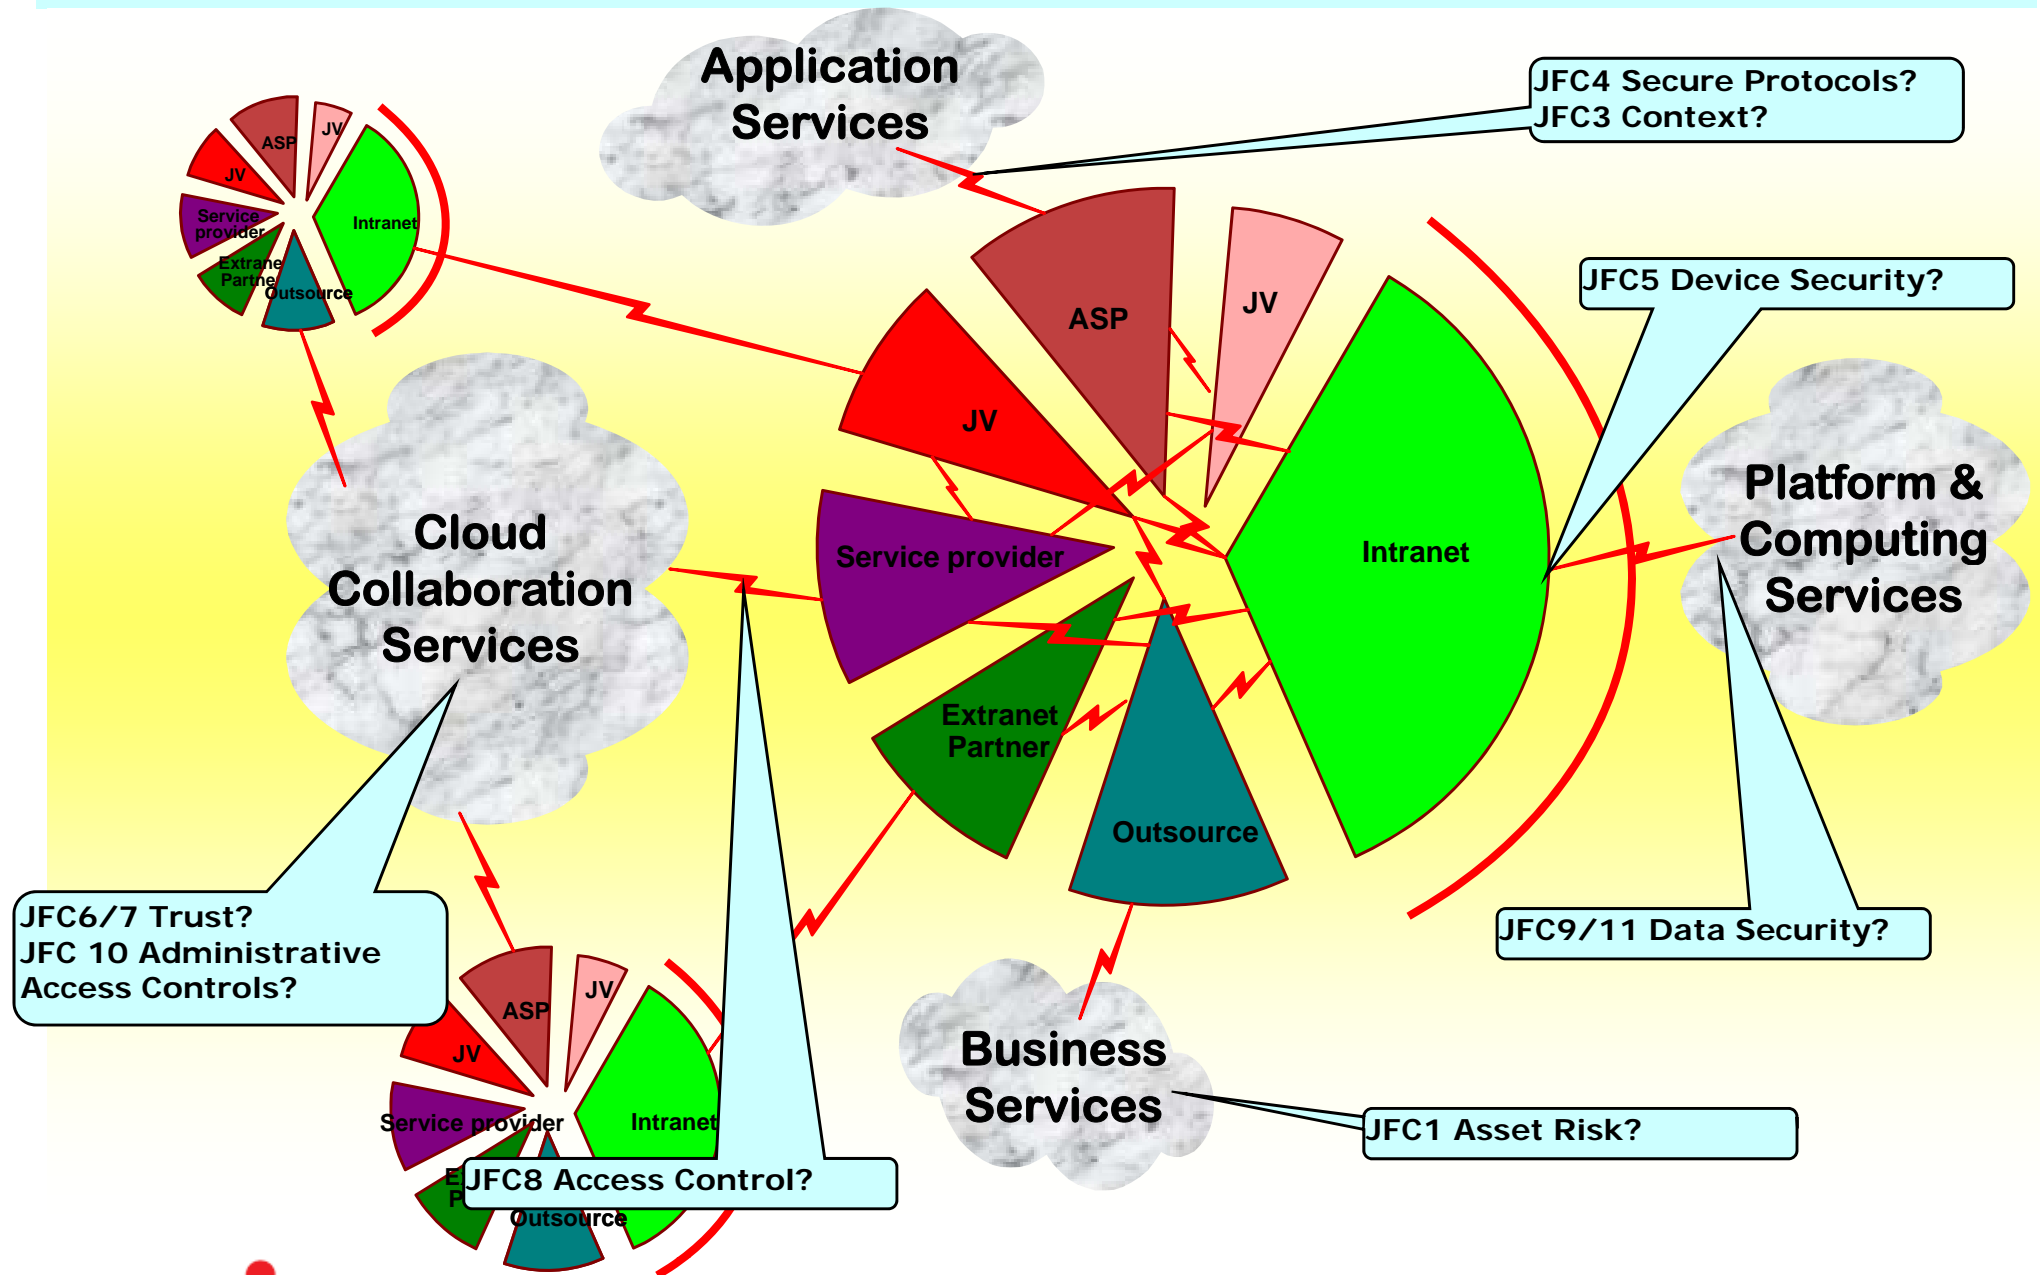 Application
Services
JFC4 Secure Protocols?
JFC3 Context?
ASP
JV
JV
Service
provider
Intranet
Extrane
Partne
Outsource
JFC5 Device Security?
ASP
JV
JV
Service provider
Intranet
Extranet
Partner
Outsource
Cloud
Collaboration
Services
Platform &
Computing
Services
JFC6/7 Trust?
JFC 10 Administrative
Access Controls?
JFC9/11 Data Security?
ASP
JV
JV
Service provider
Intranet
Outsource
JFC8 Access Control?
Business
Services
JFC1 Asset Risk?